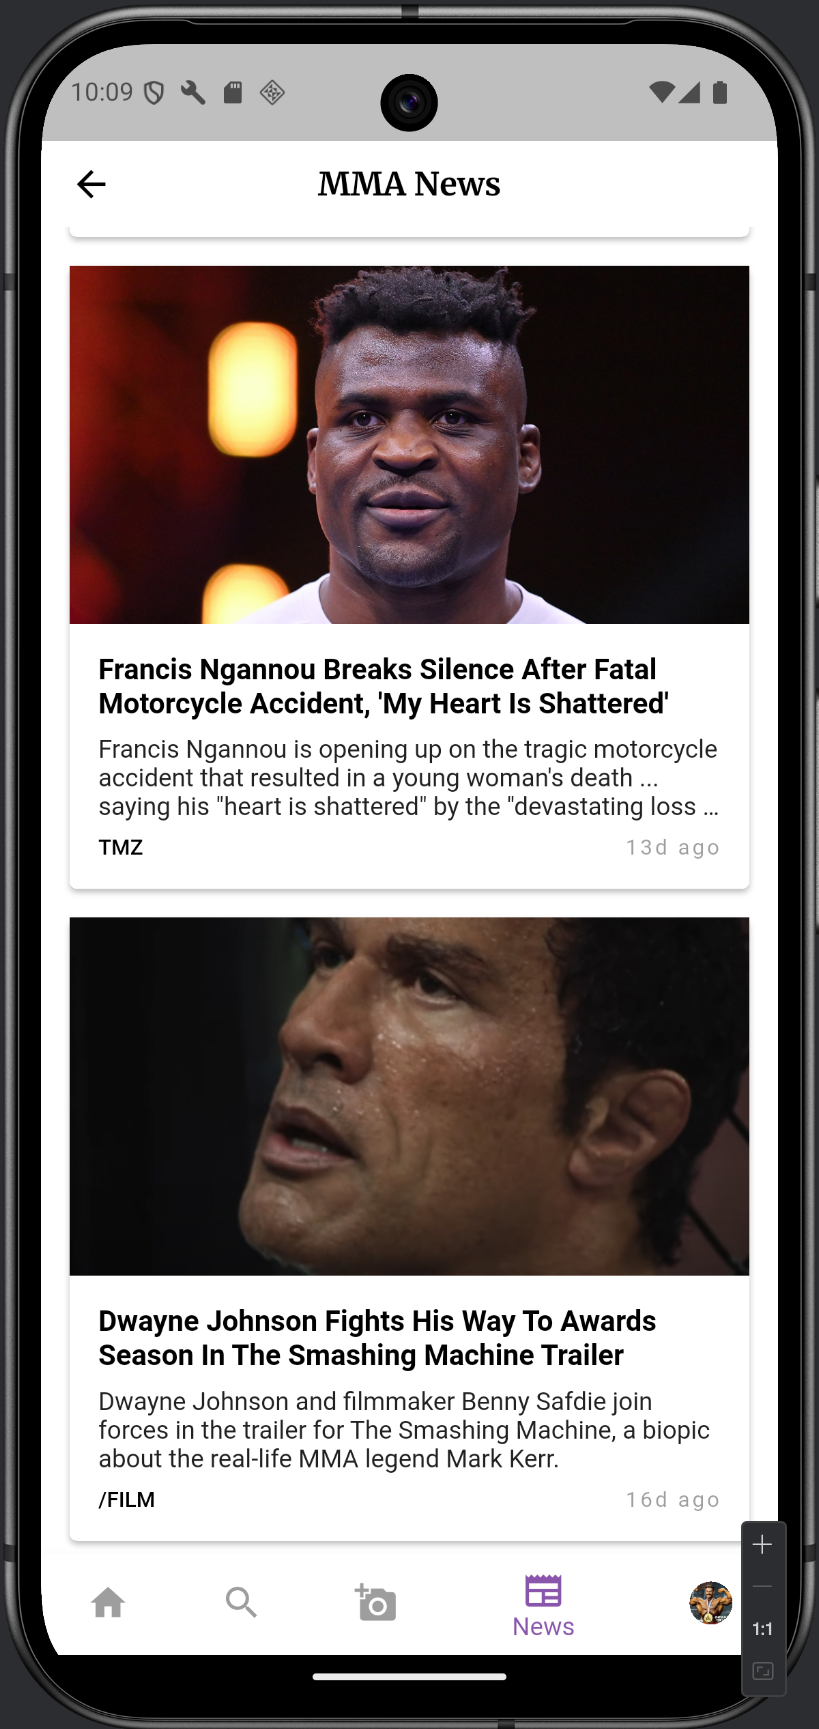 10:09
MMA News
Francis Ngannou Breaks Silence After Fatal
Motorcycle Accident, 'My Heart Is Shattered'
Francis Ngannou is opening up on the tragic motorcycle
accident that resulted in a young woman's death ...
saying his "heart is shattered" by the "devastating loss …
TMZ
13d ago
Dwayne Johnson Fights His Way To Awards
Season In The Smashing Machine Trailer
Dwayne Johnson and filmmaker Benny Safdie join
forces in the trailer for The Smashing Machine, a biopic
about the real-life MMA legend Mark Kerr.
/FILM
16d ago
News
1:1